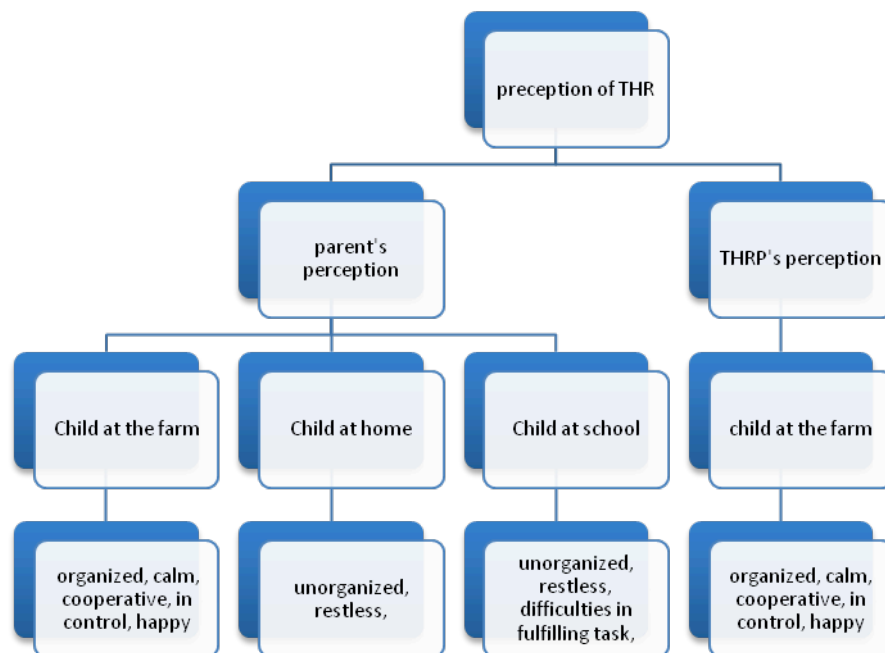 preception of THR
parent's
perception
THRP's perception
Child at the farm
Child at home
Child at school
child at the farm
organized, calm,
cooperative, in
control, happy
unorganized,
restless,
unorganized,
restless,
difficulties in
fulfilling task,
organized, calm,
cooperative, in
control, happy